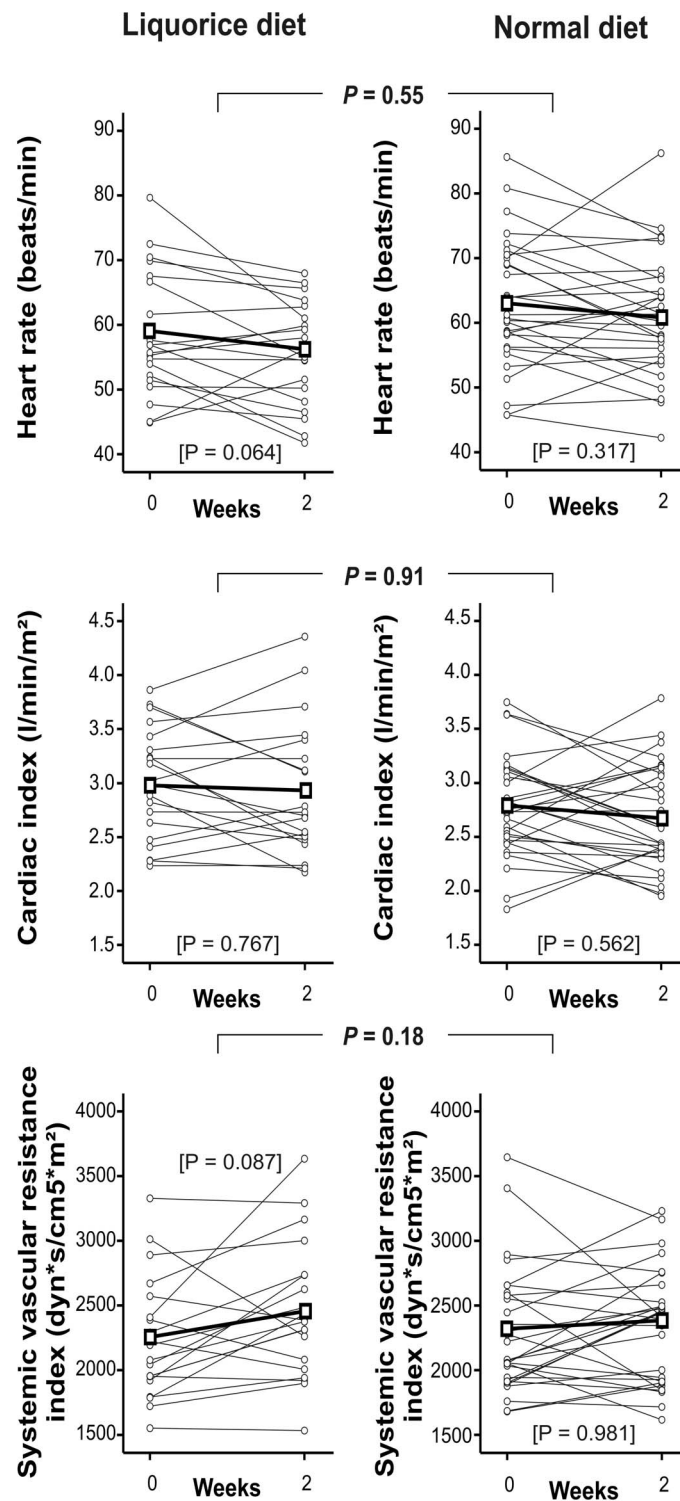 Liquorice diet
Normal diet
P = 0.55
Heart rate (beats/min)
90
80
70
60
50
40
[P = 0.064]
0
Weeks
2
Heart rate (beats/min)
90
80
70
60
50
40
[P = 0.317]
0
Weeks
2
P = 0.91
Cardiac index (l/min/m²)
4.5
4.0
3.5
3.0
2.5
2.0
1.5
[P = 0.767]
0
Weeks
2
Cardiac index (l/min/m²)
4.5
4.0
3.5
3.0
2.5
2.0
1.5
[P = 0.562]
0
Weeks
2
P = 0.18
Systemic vascular resistance
index (dyn*s/cm5*m²)
4000
3500
3000
2500
2000
1500
[P = 0.087]
0
Weeks
2
Systemic vascular resistance
index (dyn*s/cm5*m²)
4000
3500
3000
2500
2000
1500
[P = 0.981]
0
Weeks
2